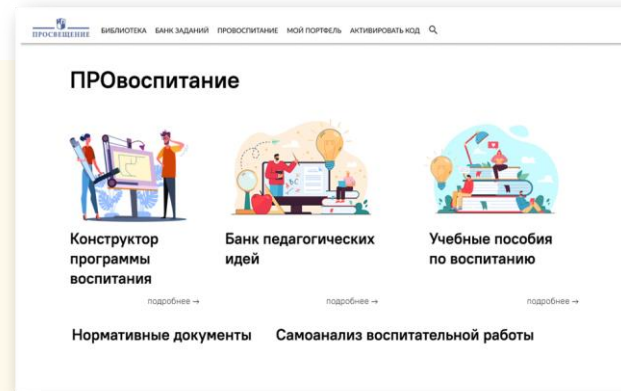 ПРОСВЕЩЕНИЕ БИБЛИОТЕКА БАНК ЗАДАНИЙ ПРОВОСПИТАНИЕ МОЙ ПОРТФЕЛЬ АКТИВИРОВАТЬ КОД
ПРОвоспитание
Конструктор
программы
воспитания
подробнее →
Банк педагогических
идей
подробнее →
Учебные пособия
по воспитанию
подробнее →
Нормативные документы
Самоанализ воспитательной работы